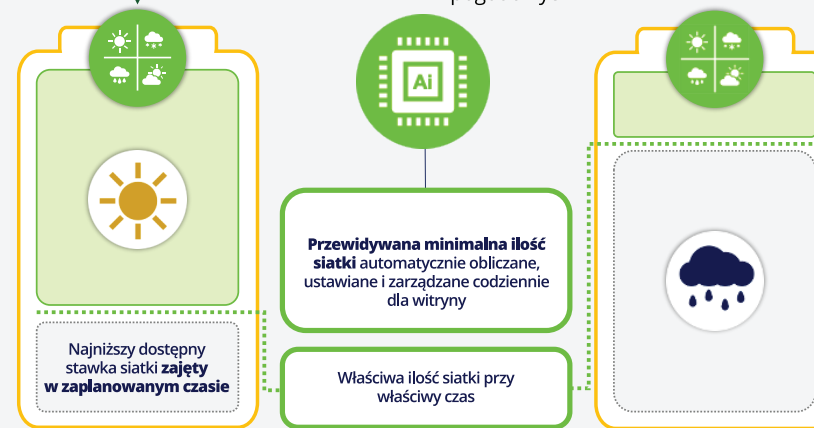 Ai
Przewidywana minimalna ilość
siatki automatycznie obliczane,
ustawiane i zarządzane codziennie
dla witryny
Najniższy dostępny
stawka siatki zajęty
w zaplanowanym czasie
Właściwa ilość siatki przy
właściwy czas